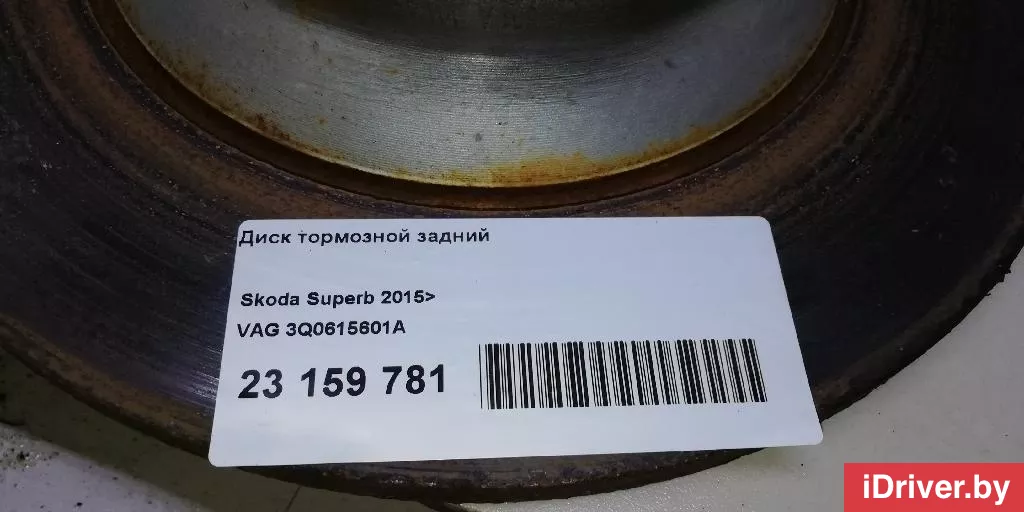 Диск тормозной задний
Skoda Superb 2015>
VAG 3Q0615601A
23 159 781
iDriver.by